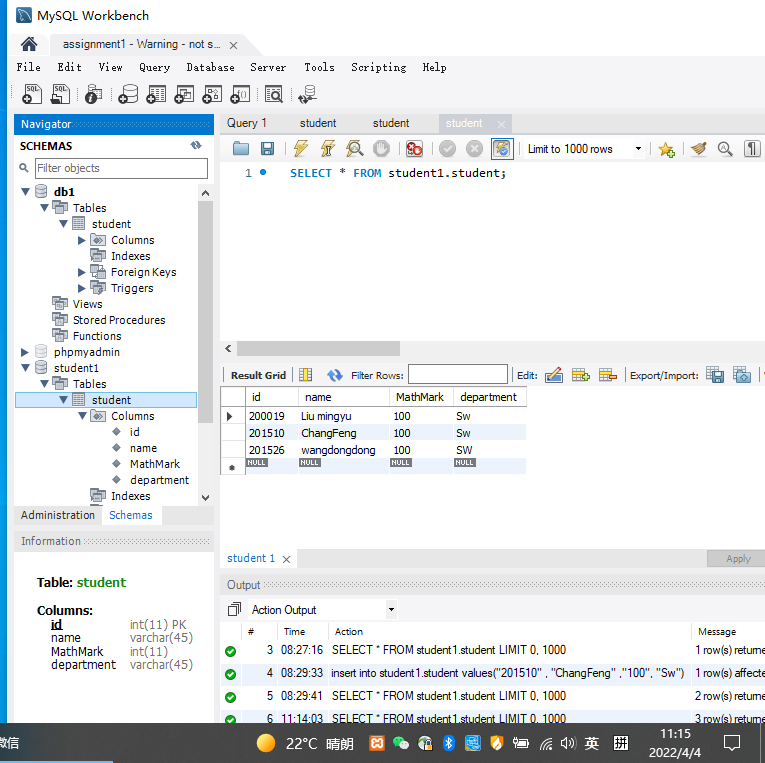 MySQL Workbench
assignment1 - Warning - not s...
File Edit View Query Database Server Tools Scripting Help
Navigator
SCHEMAS
Filter objects
db1
Tables
student
Columns
Indexes
Foreign Keys
Triggers
Views
Stored Procedures
Functions
phpmyadmin
student1
Tables
student
Columns
id
name
MathMark
department
Indexes
Administration Schemas
Information
Table: student
Columns:
id int(11) PK
name varchar(45)
MathMark int(11)
department varchar(45)
Query 1 student student student
Limit to 1000 rows
1 SELECT * FROM student1.student;
Result Grid Filter Rows: Edit: Export/Import:
id name MathMark department
200019 Liu mingyu 100 Sw
201510 ChangFeng 100 Sw
201526 wangdongdong 100 SW
NULL NULL NULL NULL
student 1 Apply
Output
Action Output
# Time Action Message
3 08:27:16 SELECT * FROM student1.student LIMIT 0, 1000 1 row(s) returne
4 08:29:33 insert into student1.student values("201510" , "ChangFeng" ,"100", "Sw") 1 row(s) affecte
5 08:29:41 SELECT * FROM student1.student LIMIT 0, 1000 2 row(s) returne
6 11:14:03 SELECT * FROM student1.student LIMIT 0, 1000 3 row(s) returne
微信 22°C 晴朗 英 拼 11:15
2022/4/4